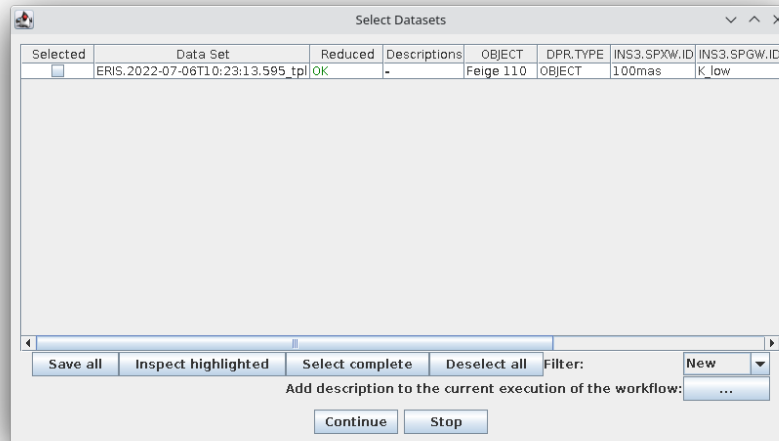 Select Datasets
Selected Data Set Reduced Descriptions OBJECT DPR.TYPE INS3.SPXW.ID INS3.SPGW.ID
ERIS.2022-07-06T10:23:13.595_tpl OK - Feige 110 OBJECT 100mas K_low
Save all Inspect highlighted Select complete Deselect all Filter: New
Add description to the current execution of the workflow: ...
Continue Stop